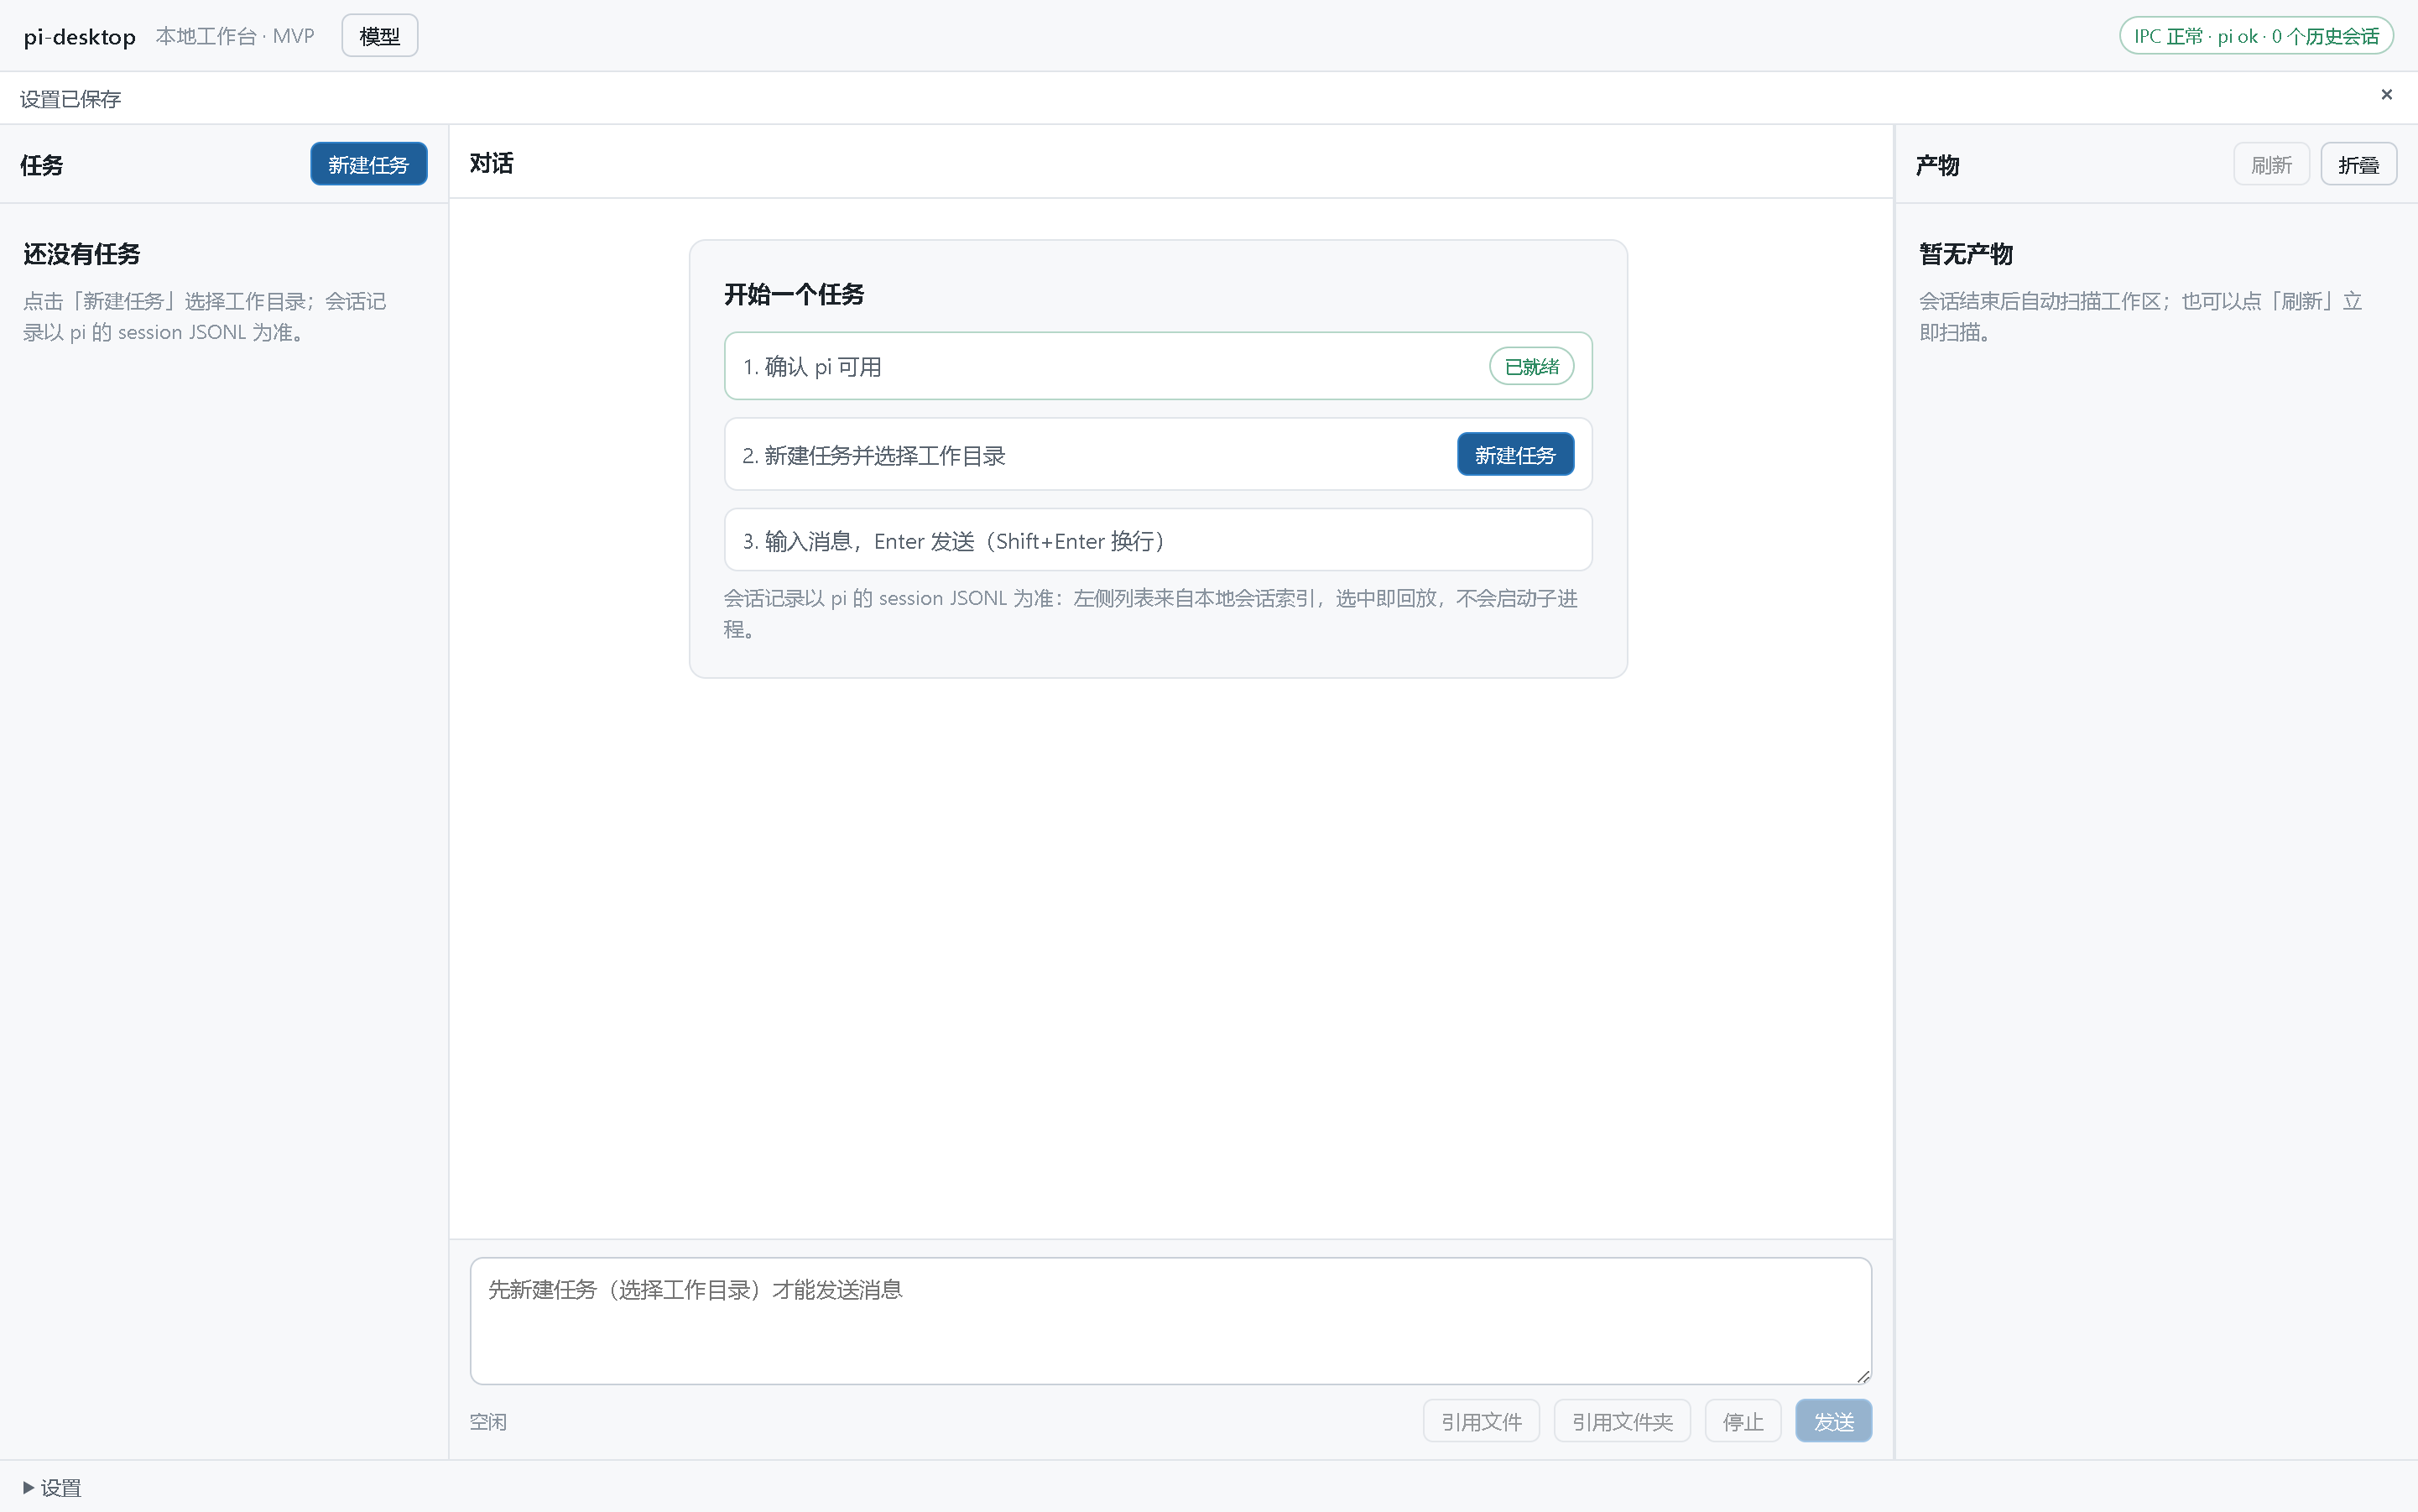 pi-desktop 本地工作台 · MVP 模型
IPC 正常 · pi ok · 0 个历史会话
设置已保存
×
任务 新建任务
还没有任务
点击「新建任务」选择工作目录；会话记
录以 pi 的 session JSONL 为准。
对话
开始一个任务
1. 确认 pi 可用 已就绪
2. 新建任务并选择工作目录 新建任务
3. 输入消息，Enter 发送（Shift+Enter 换行）
会话记录以 pi 的 session JSONL 为准：左侧列表来自本地会话索引，选中即回放，不会启动子进
程。
产物 刷新 折叠
暂无产物
会话结束后自动扫描工作区；也可以点「刷新」立
即扫描。
先新建任务（选择工作目录）才能发送消息
空闲 引用文件 引用文件夹 停止 发送
设置